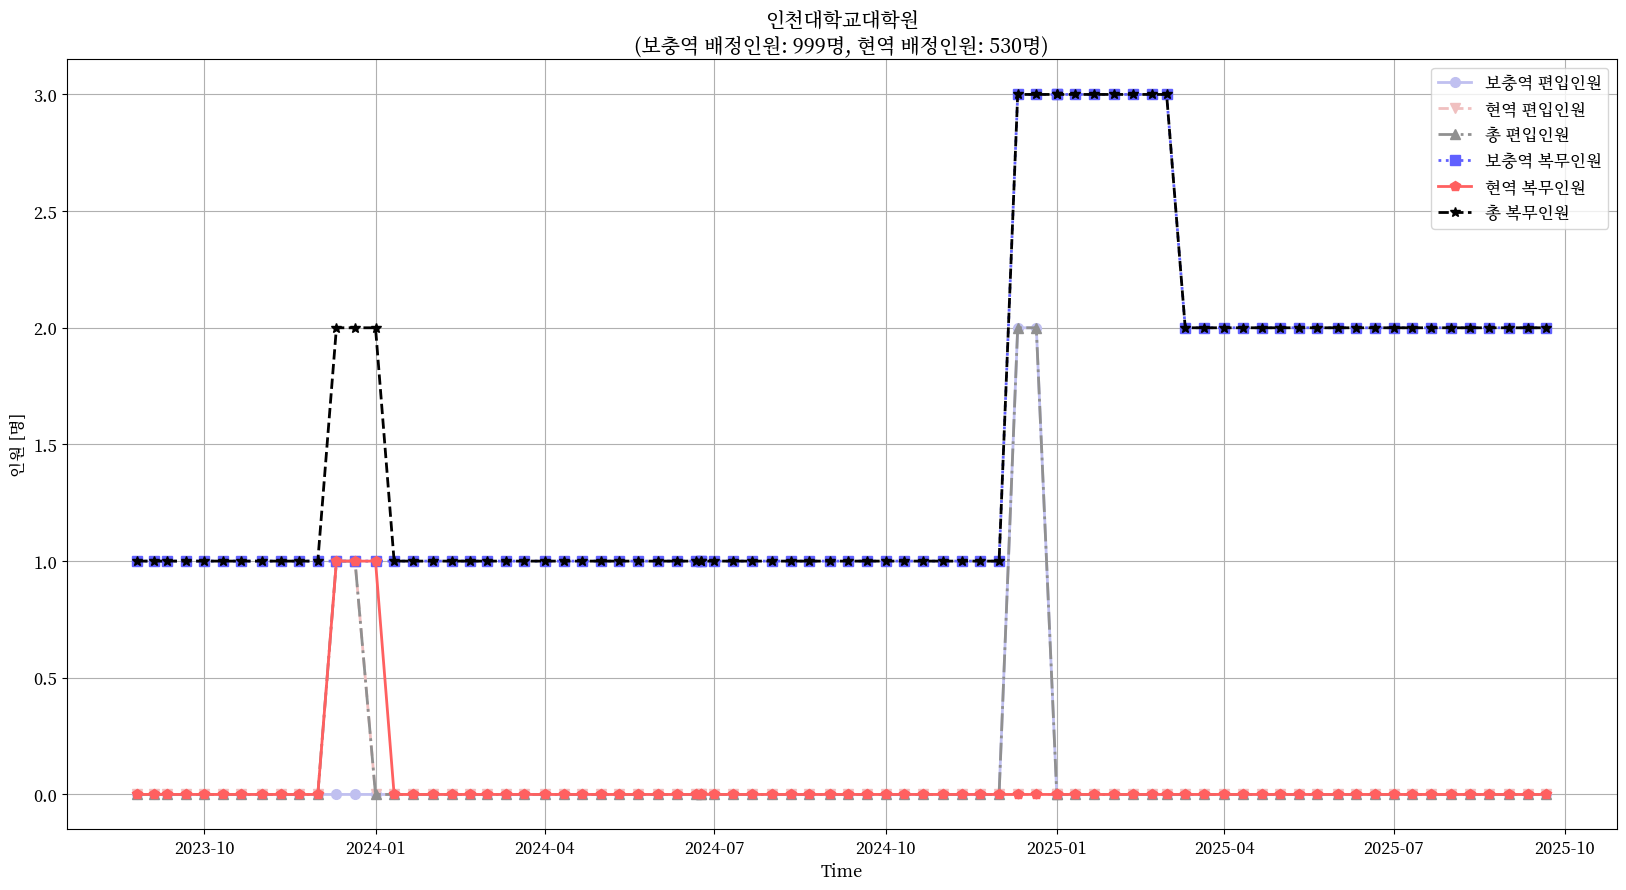 인천대학교대학원
(보충역 배정인원: 999명, 현역 배정인원: 530명)
보충역 편입인원
현역 편입인원
총 편입인원
보충역 복무인원
현역 복무인원
총 복무인원
인원 [명]
3.0
2.5
2.0
1.5
1.0
0.5
0.0
2023-10
2024-01
2024-04
2024-07
2024-10
2025-01
2025-04
2025-07
2025-10
Time